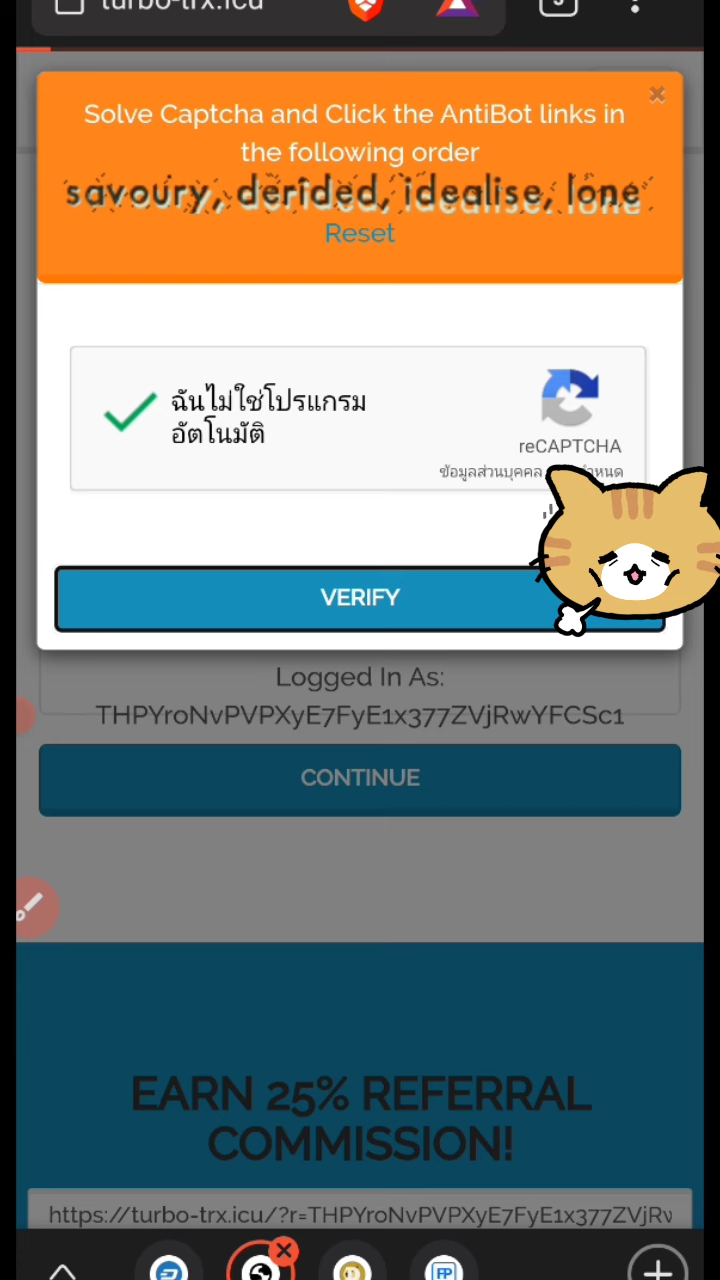 turbo-trx.icu
Solve Captcha and Click the AntiBot links in
the following order
savoury, derided, idealise, lone
Reset
ฉันไม่ใช่โปรแกรม
อัตโนมัติ
reCAPTCHA
ข้อมูลส่วนบุคคล
VERIFY
Logged In As:
THPYroNvPVPXyE7FyE1x377ZVjRwYFCSc1
CONTINUE
EARN 25% REFERRAL
COMMISSION!
https://turbo-trx.icu/?r=THPYroNvPVPXyE7FyE1x377ZVjRv
FP